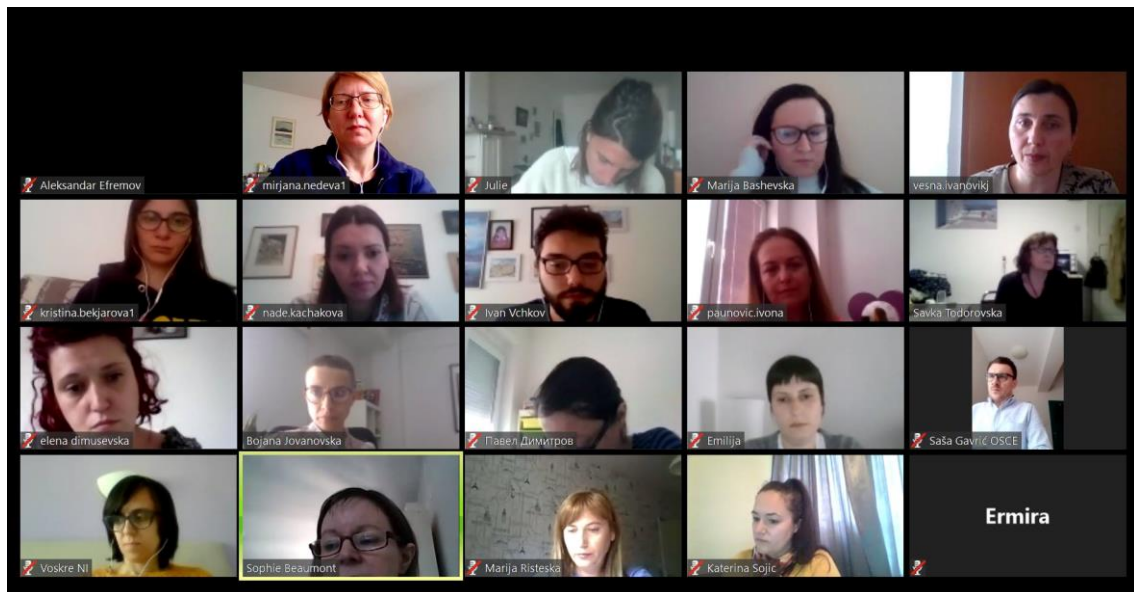 Aleksandar Efremov
mirjana.nedeva1
Julie
Marija Bashevska
vesna.ivanovikj
kristina.bekjarova1
nade.kachakova
Ivan Vchkov
paunovic.ivona
Savka Todorovska
elena dimusevska
Bojana Jovanovska
Павел Димитров
Emilija
Saša Gavrić OSCE
Voskre NI
Sophie Beaumont
Marija Risteska
Katerina Sojic
Ermira